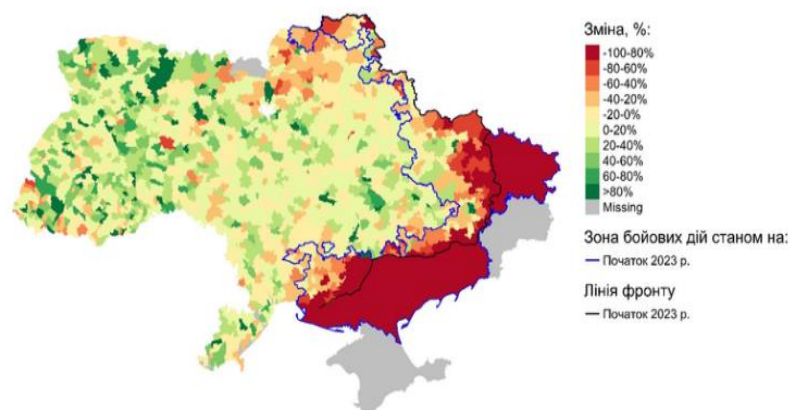 Зміна, %:
-100-80%
-80-60%
-60-40%
-40-20%
-20-0%
0-20%
20-40%
40-60%
60-80%
>80%
Missing
Зона бойових дій станом на:
Початок 2023 р.
Лінія фронту
Початок 2023 р.